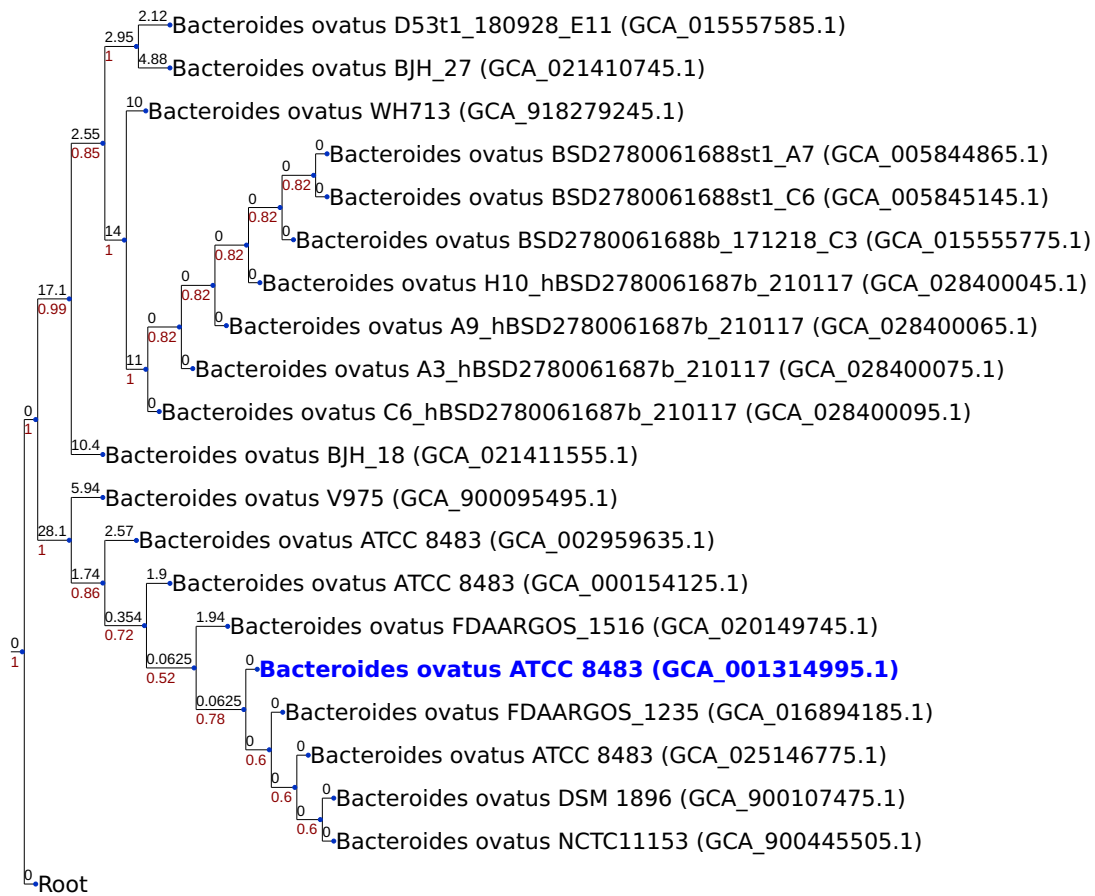 2.12
Bacteroides ovatus D53t1_180928_E11 (GCA_015557585.1)
2.95
1
4.88
Bacteroides ovatus BJH_27 (GCA_021410745.1)
10
Bacteroides ovatus WH713 (GCA_918279245.1)
2.55
0.85
0
Bacteroides ovatus BSD2780061688st1_A7 (GCA_005844865.1)
0
0.82
0
Bacteroides ovatus BSD2780061688st1_C6 (GCA_005845145.1)
0
0.82
14
1
0
Bacteroides ovatus BSD2780061688b_171218_C3 (GCA_015555775.1)
0
0.82
0
Bacteroides ovatus H10_hBSD2780061687b_210117 (GCA_028400045.1)
0
0.82
17.1
0.99
0
Bacteroides ovatus A9_hBSD2780061687b_210117 (GCA_028400065.1)
0
0.82
11
1
0
Bacteroides ovatus A3_hBSD2780061687b_210117 (GCA_028400075.1)
0
Bacteroides ovatus C6_hBSD2780061687b_210117 (GCA_028400095.1)
0
1
10.4
Bacteroides ovatus BJH_18 (GCA_021411555.1)
5.94
Bacteroides ovatus V975 (GCA_900095495.1)
28.1
1
2.57
Bacteroides ovatus ATCC 8483 (GCA_002959635.1)
1.74
0.86
1.9
Bacteroides ovatus ATCC 8483 (GCA_000154125.1)
0.354
0.72
1.94
Bacteroides ovatus FDAARGOS_1516 (GCA_020149745.1)
0
1
0.0625
0.52
0
Bacteroides ovatus ATCC 8483 (GCA_001314995.1)
0.0625
0.78
0
Bacteroides ovatus FDAARGOS_1235 (GCA_016894185.1)
0
0.6
0
Bacteroides ovatus ATCC 8483 (GCA_025146775.1)
0
0.6
0
Bacteroides ovatus DSM 1896 (GCA_900107475.1)
0
0.6
0
Bacteroides ovatus NCTC11153 (GCA_900445505.1)
0
Root